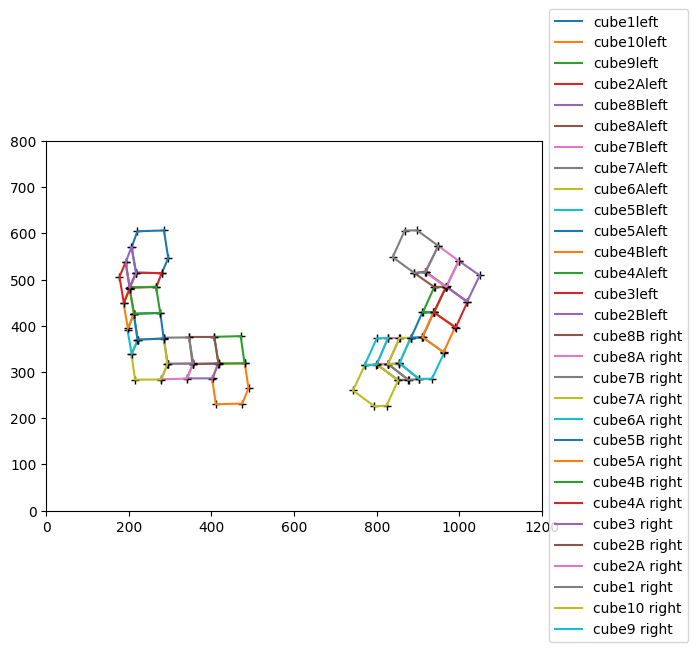 800
700
600
500
400
300
200
100
0
0 200 400 600 800 1000 1200
cube1left
cube10left
cube9left
cube2Aleft
cube8Bleft
cube8Aleft
cube7Bleft
cube7Aleft
cube6Aleft
cube5Bleft
cube5Aleft
cube4Bleft
cube4Aleft
cube3left
cube2Bleft
cube8B right
cube8A right
cube7B right
cube7A right
cube6A right
cube5B right
cube5A right
cube4B right
cube4A right
cube3 right
cube2B right
cube2A right
cube1 right
cube10 right
cube9 right